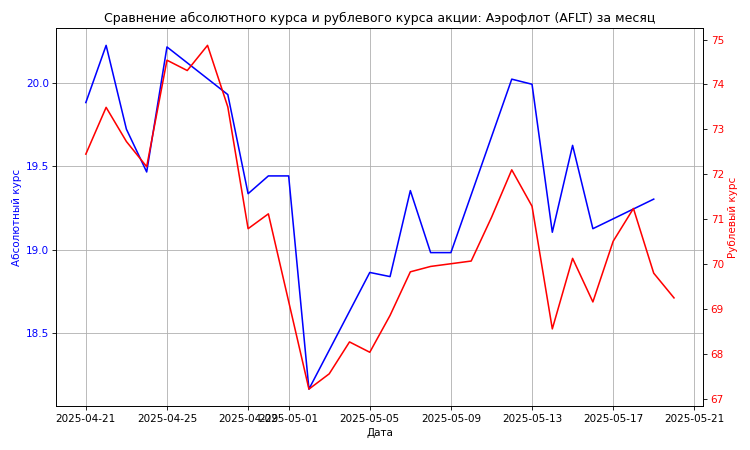 Сравнение абсолютного курса и рублевого курса акции: Аэрофлот (AFLT) за месяц
Абсолютный курс
20.0
19.5
19.0
18.5
75
74
73
72
71
70
69
68
67
Рублевый курс
2025-04-21 2025-04-25 2025-04-29 2025-05-01 2025-05-05 2025-05-09 2025-05-13 2025-05-17 2025-05-21
Дата